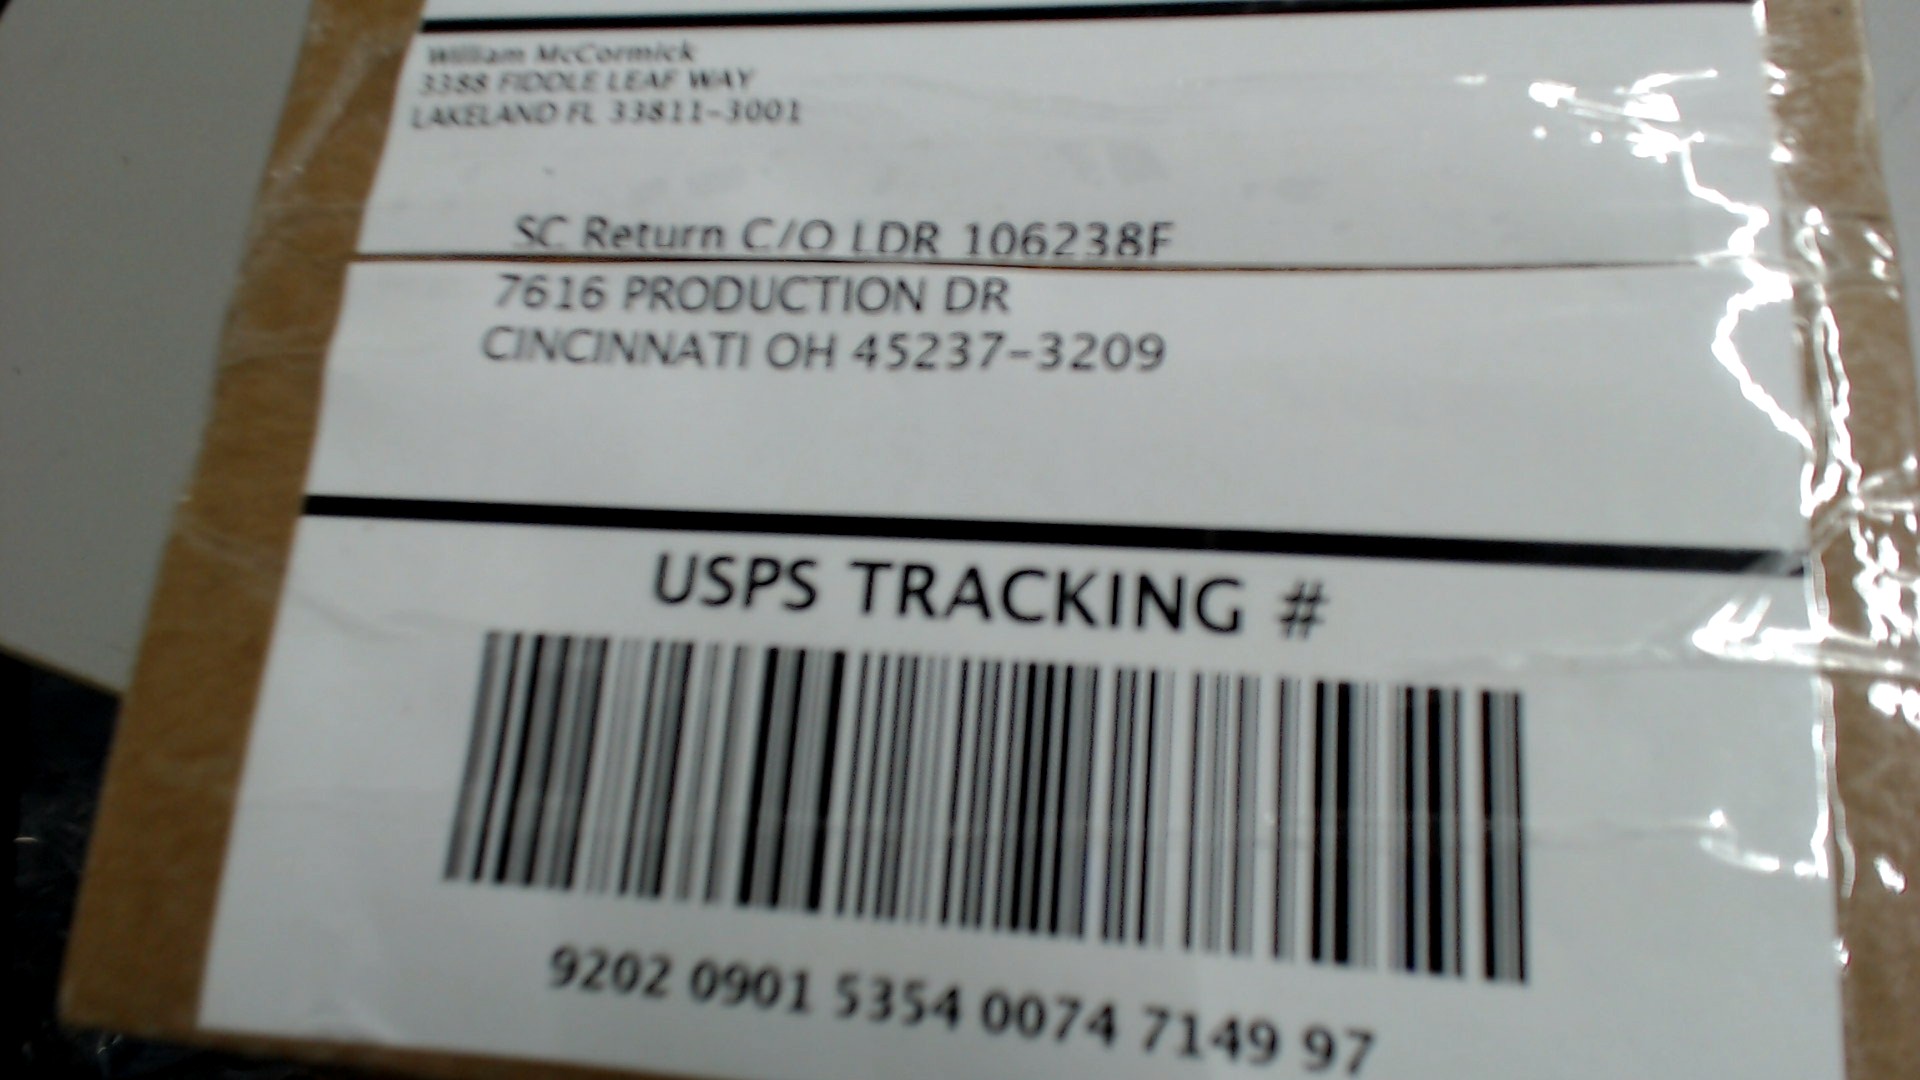 William McCormick
3388 FIDDLE LEAF WAY
LAKELAND FL 33811-3001
SC Return C/O LDR 106238F
7616 PRODUCTION DR
CINCINNATI OH 45237-3209
USPS TRACKING #
9202 0901 5354 0074 7149 97